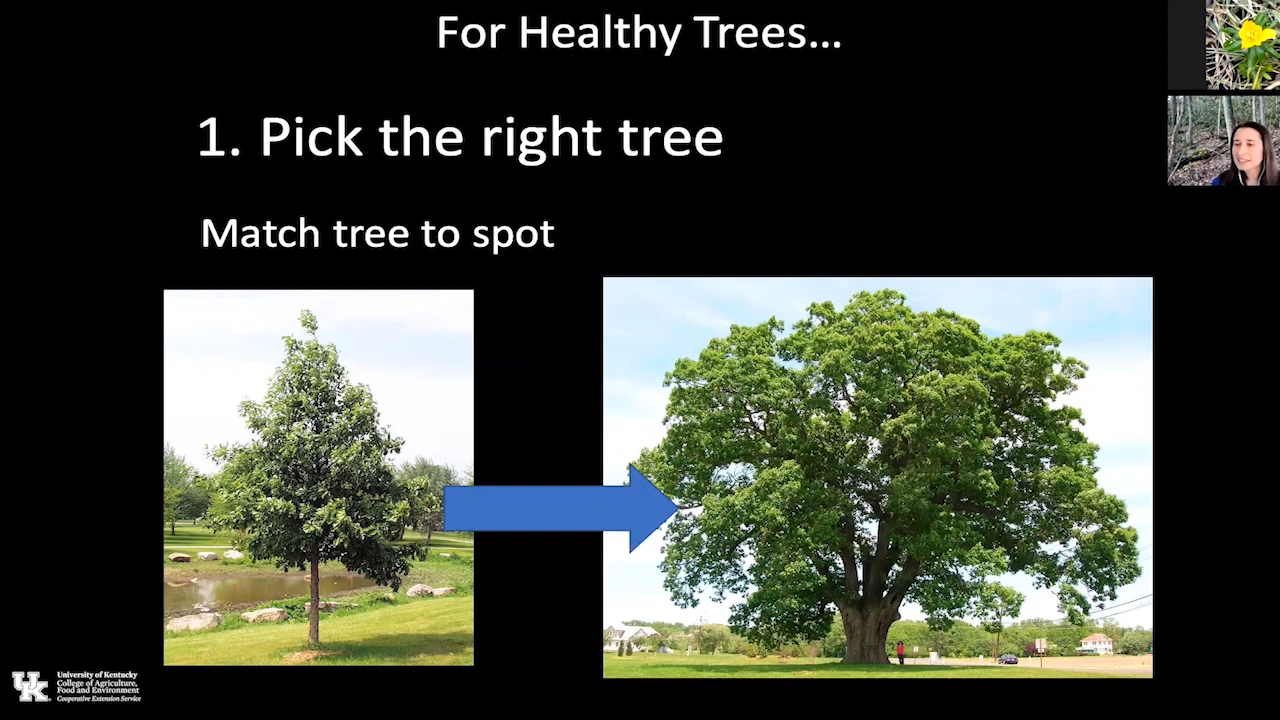 For Healthy Trees...
1. Pick the right tree
Match tree to spot
UK
University of Kentucky
College of Agriculture,
Food and Environment
Cooperative Extension Service